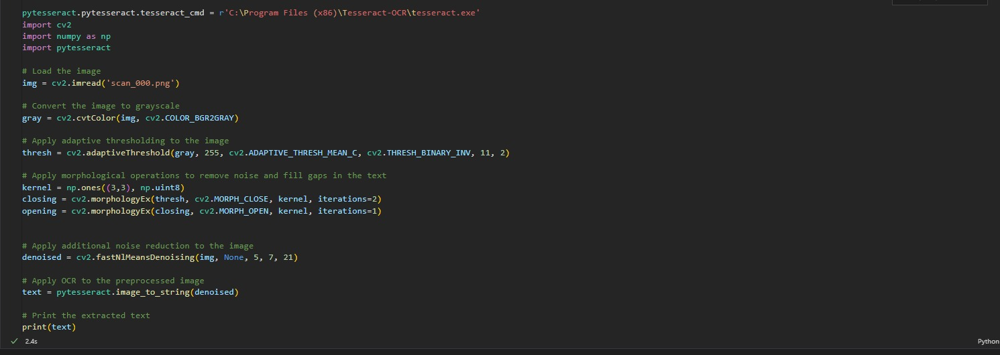 pytesseract.pytesseract.tesseract_cmd = r'C:\Program Files (x86)\Tesseract-OCR\tesseract.exe'
import cv2
import numpy as np
import pytesseract
# Load the image
img = cv2.imread('scan_000.png')
# Convert the image to grayscale
gray = cv2.cvtColor(img, cv2.COLOR_BGR2GRAY)
# Apply adaptive thresholding to the image
thresh = cv2.adaptiveThreshold(gray, 255, cv2.ADAPTIVE_THRESH_MEAN_C, cv2.THRESH_BINARY_INV, 11, 2)
# Apply morphological operations to remove noise and fill gaps in the text
kernel = np.ones((3,3), np.uint8)
closing = cv2.morphologyEx(thresh, cv2.MORPH_CLOSE, kernel, iterations=2)
opening = cv2.morphologyEx(closing, cv2.MORPH_OPEN, kernel, iterations=1)
# Apply additional noise reduction to the image
denoised = cv2.fastNlMeansDenoising(img, None, 5, 7, 21)
# Apply OCR to the preprocessed image
text = pytesseract.image_to_string(denoised)
# Print the extracted text
print(text)
2.4s
Python